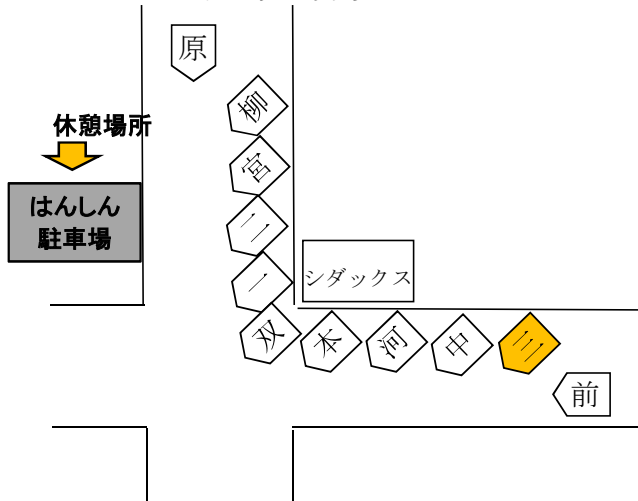 原
柳
休憩場所
宮
はんしん
駐車場
二
一
シダックス
双
本
河
中
三
前